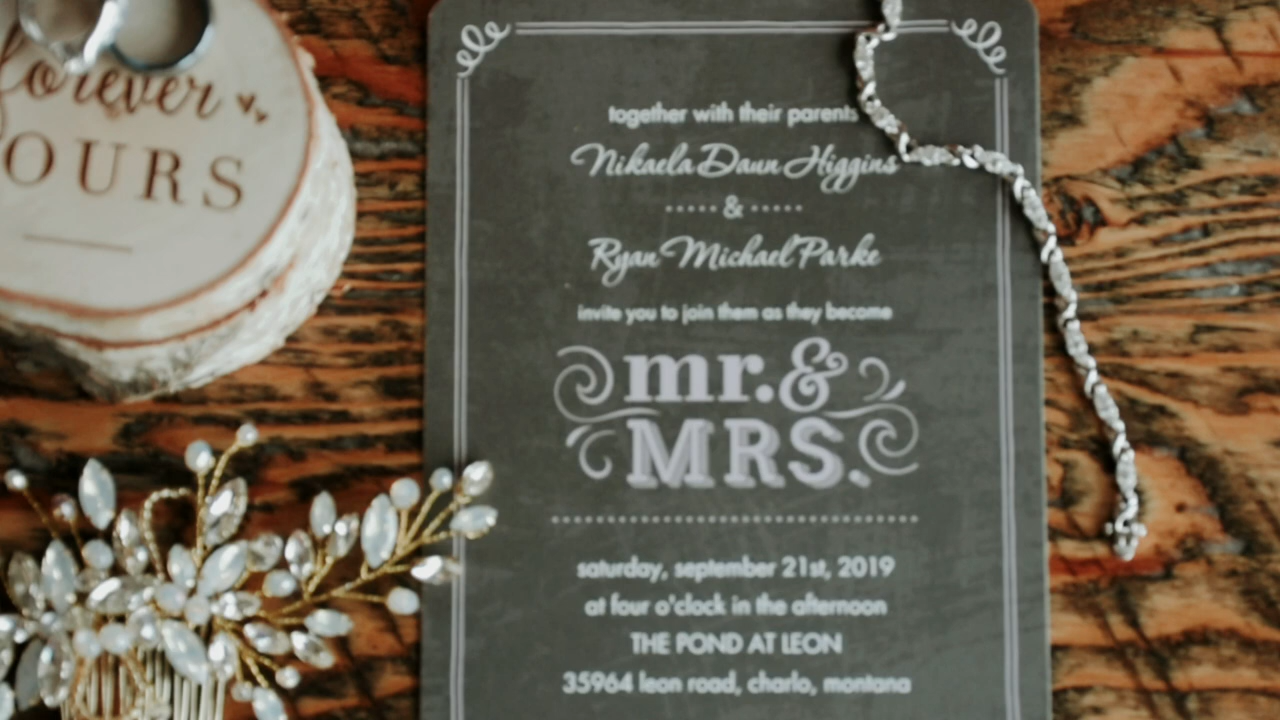 forever
OURS
together with their parents
Nikaela Daun Higgins
&
Ryan Michael Parke
invite you to join them as they become
mr. &
MRS.
saturday, september 21st, 2019
at four o'clock in the afternoon
THE POND AT LEON
35964 leon road, charlo, montana